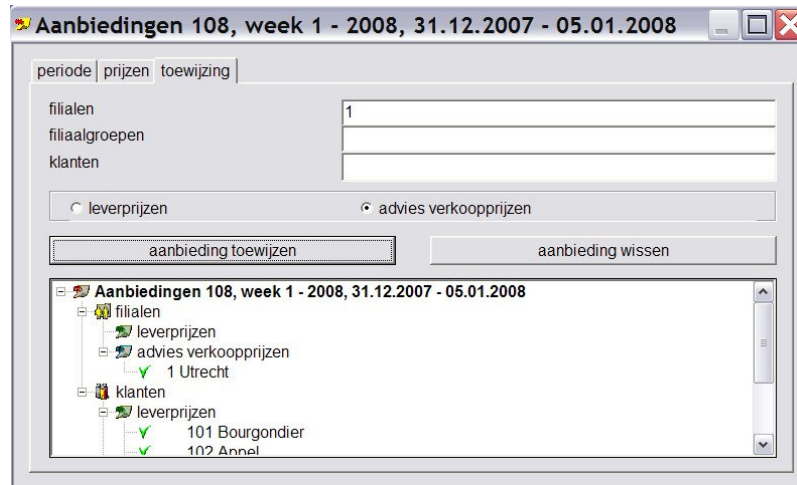 Aanbiedingen 108, week 1 - 2008, 31.12.2007 - 05.01.2008
periode prijzen toewijzing
filialen 1
filiaalgroepen
klanten
leverprijzen advies verkoopprijzen
aanbieding toewijzen aanbieding wissen
Aanbiedingen 108, week 1 - 2008, 31.12.2007 - 05.01.2008
filialen
leverprijzen
advies verkoopprijzen
1 Utrecht
klanten
leverprijzen
101 Bourgondier
102 Appel